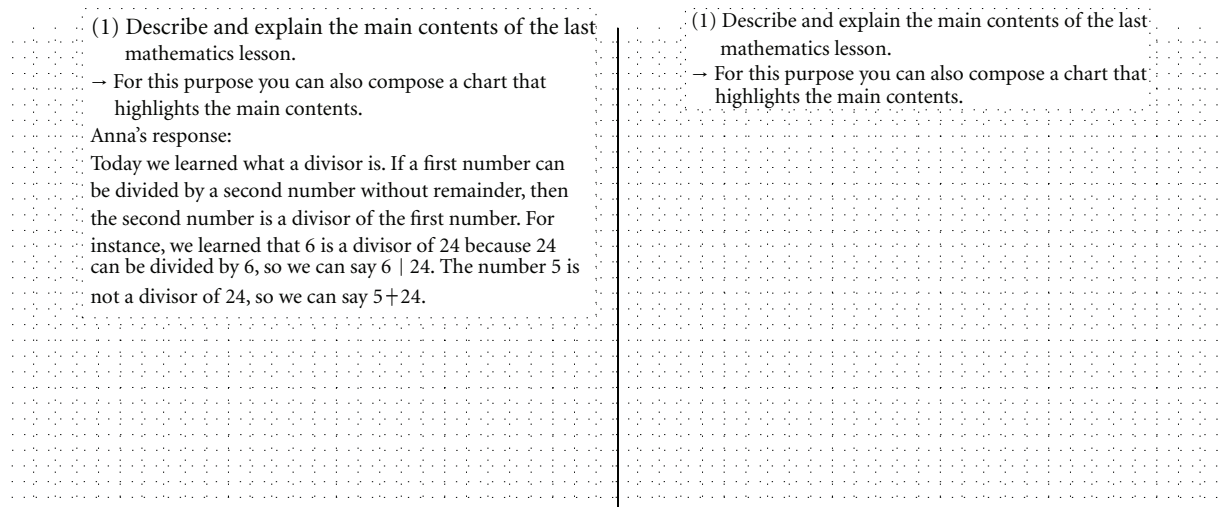 (1) Describe and explain the main contents of the last
mathematics lesson.
→ For this purpose you can also compose a chart that
highlights the main contents.
Anna's response:
Today we learned what a divisor is. If a first number can
be divided by a second number without remainder, then
the second number is a divisor of the first number. For
instance, we learned that 6 is a divisor of 24 because 24
can be divided by 6, so we can say 6 | 24. The number 5 is
not a divisor of 24, so we can say 5+24.
(1) Describe and explain the main contents of the last
mathematics lesson.
→ For this purpose you can also compose a chart that
highlights the main contents.